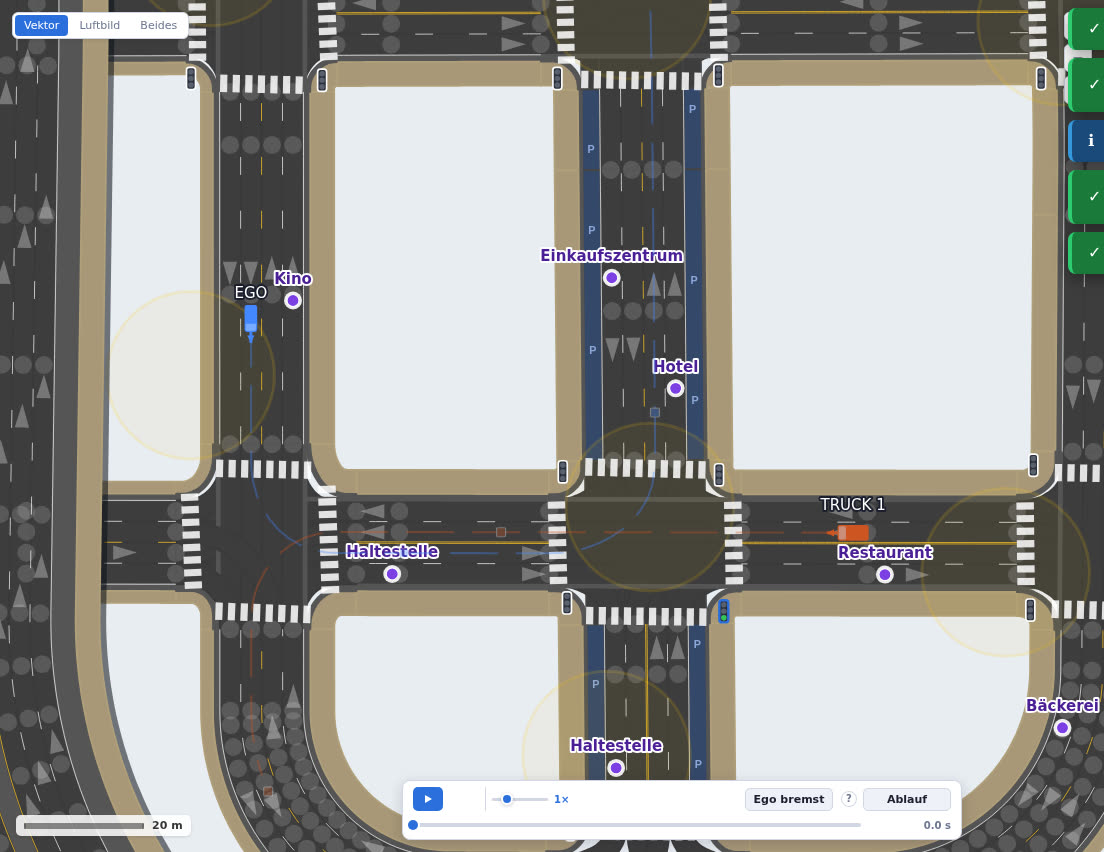 Vektor Luftbild Beides
P
P
Einkaufszentrum
P
Kino
P
EGO
P
Hotel
P
TRUCK 1
Haltestelle
Restaurant
P
P
Bäckerei
Haltestelle
P
1×
Ego bremst
?
Ablauf
20 m
0.0 s